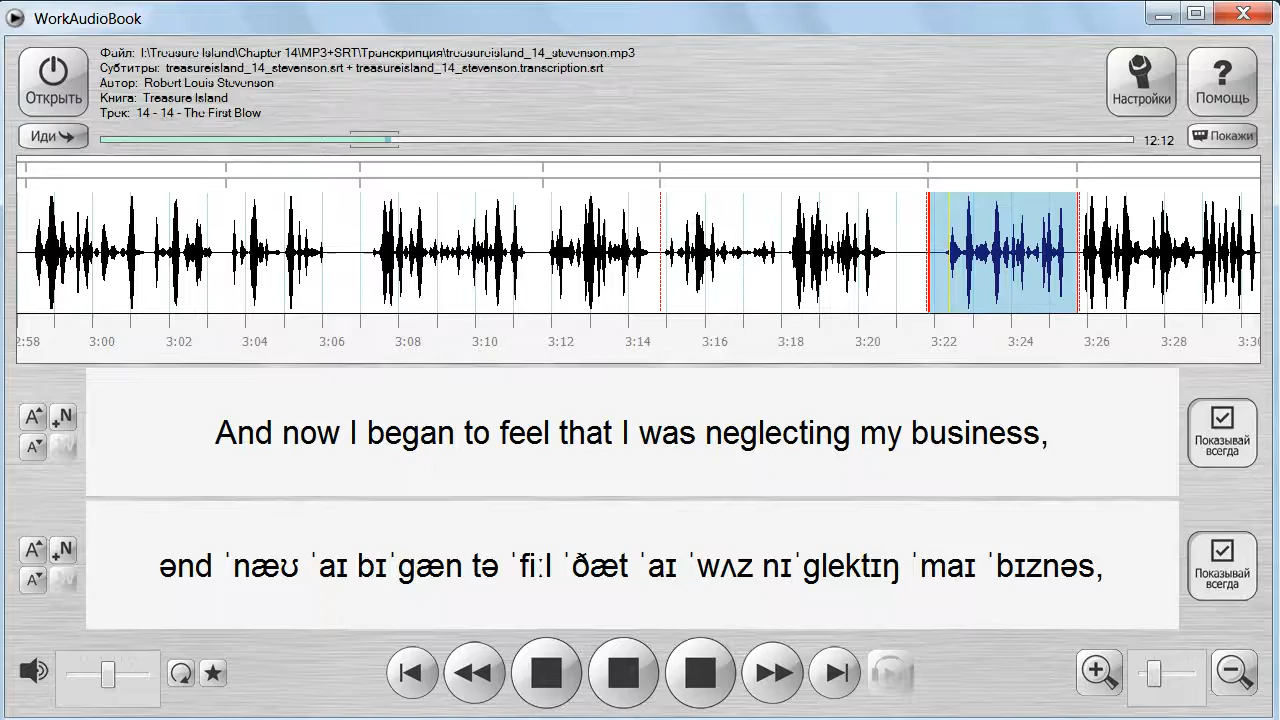 WorkAudioBook
Открыть
Файл: I:\Treasure Island\Chapter 14\MP3+SRT\Транскрипция\treasureisland_14_stevenson.mp3
Субтитры: treasureisland_14_stevenson.srt + treasureisland_14_stevenson.transcription.srt
Автор: Robert Louis Stevenson
Книга: Treasure Island
Трек: 14 - 14 - The First Blow
Настройки
? Помощь
Иди
12:12
Покажи
2:58 3:00 3:02 3:04 3:06 3:08 3:10 3:12 3:14 3:16 3:18 3:20 3:22 3:24 3:26 3:28 3:30
A N
A
And now I began to feel that I was neglecting my business,
Показывай
всегда
A N
A
ənd ˈnæʊ ˈaɪ bɪˈgæn tə ˈfiːl ˈðæt ˈaɪ ˈwʌz nɪˈglektɪŋ ˈmaɪ ˈbɪznəs,
Показывай
всегда